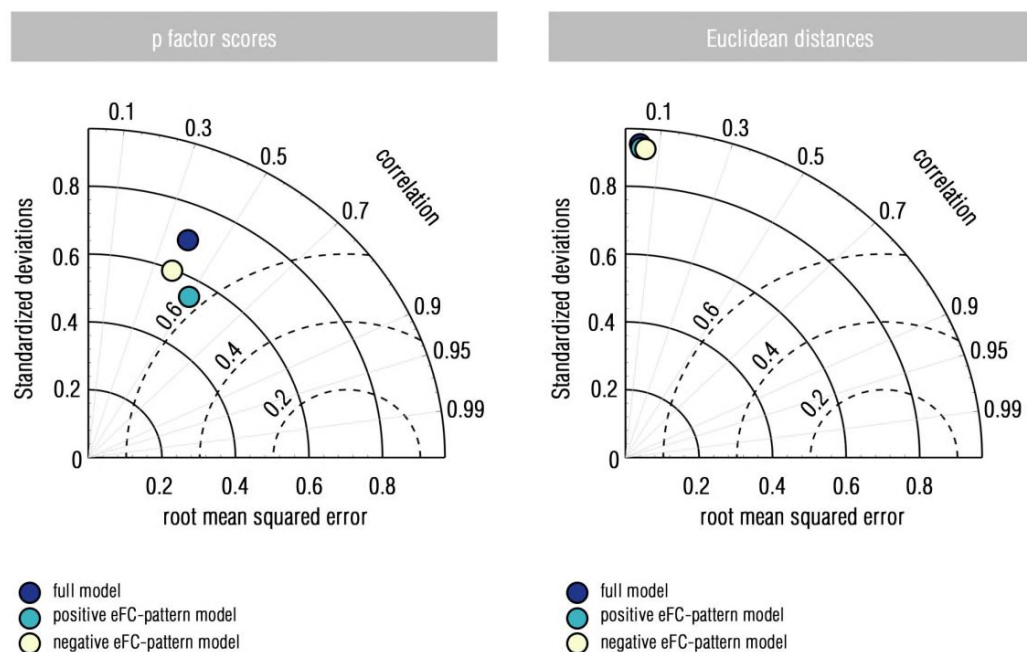 p factor scores
0.1
0.3
0.5
0.7
0.9
0.95
0.99
correlation
Standardized deviations
0.8
0.6
0.4
0.2
0
0.6
0.4
0.2
0.2 0.4 0.6 0.8
root mean squared error
full model
positive eFC-pattern model
negative eFC-pattern model
Euclidean distances
0.1
0.3
0.5
0.7
0.9
0.95
0.99
correlation
Standardized deviations
0.8
0.6
0.4
0.2
0
0.6
0.4
0.2
0.2 0.4 0.6 0.8
root mean squared error
full model
positive eFC-pattern model
negative eFC-pattern model